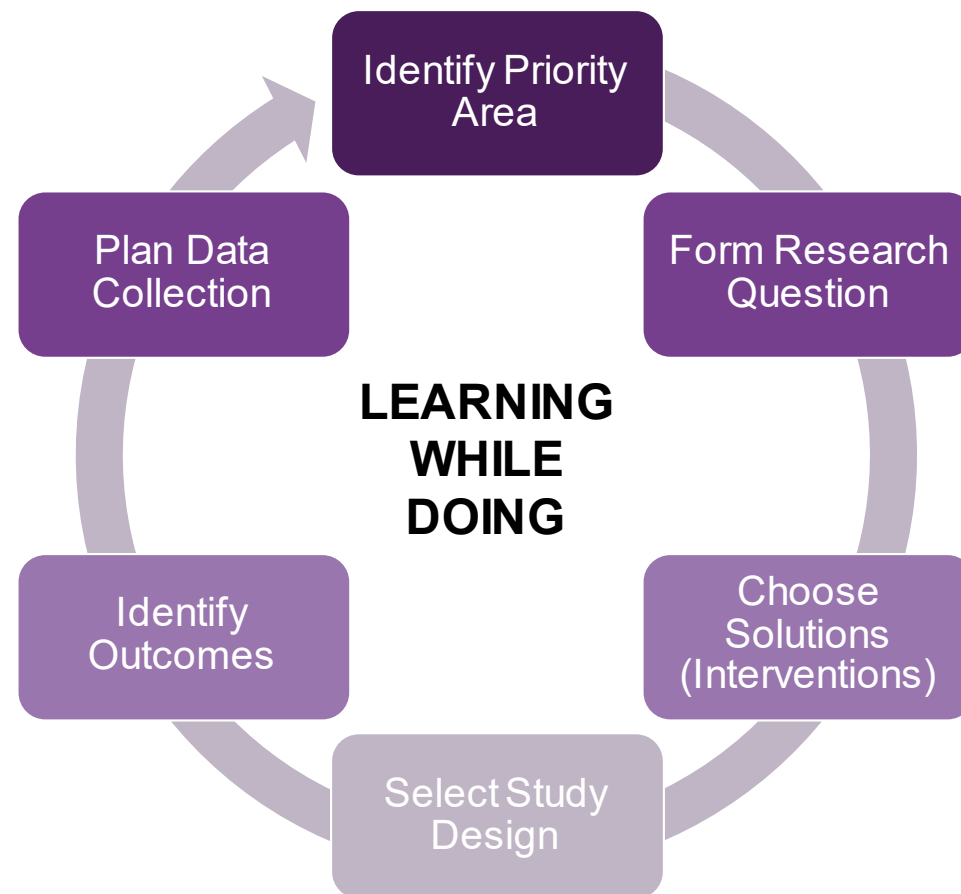 Identify Priority
Area
Form Research
Question
Choose
Solutions
(Interventions)
Select Study
Design
Identify
Outcomes
Plan Data
Collection
LEARNING
WHILE
DOING